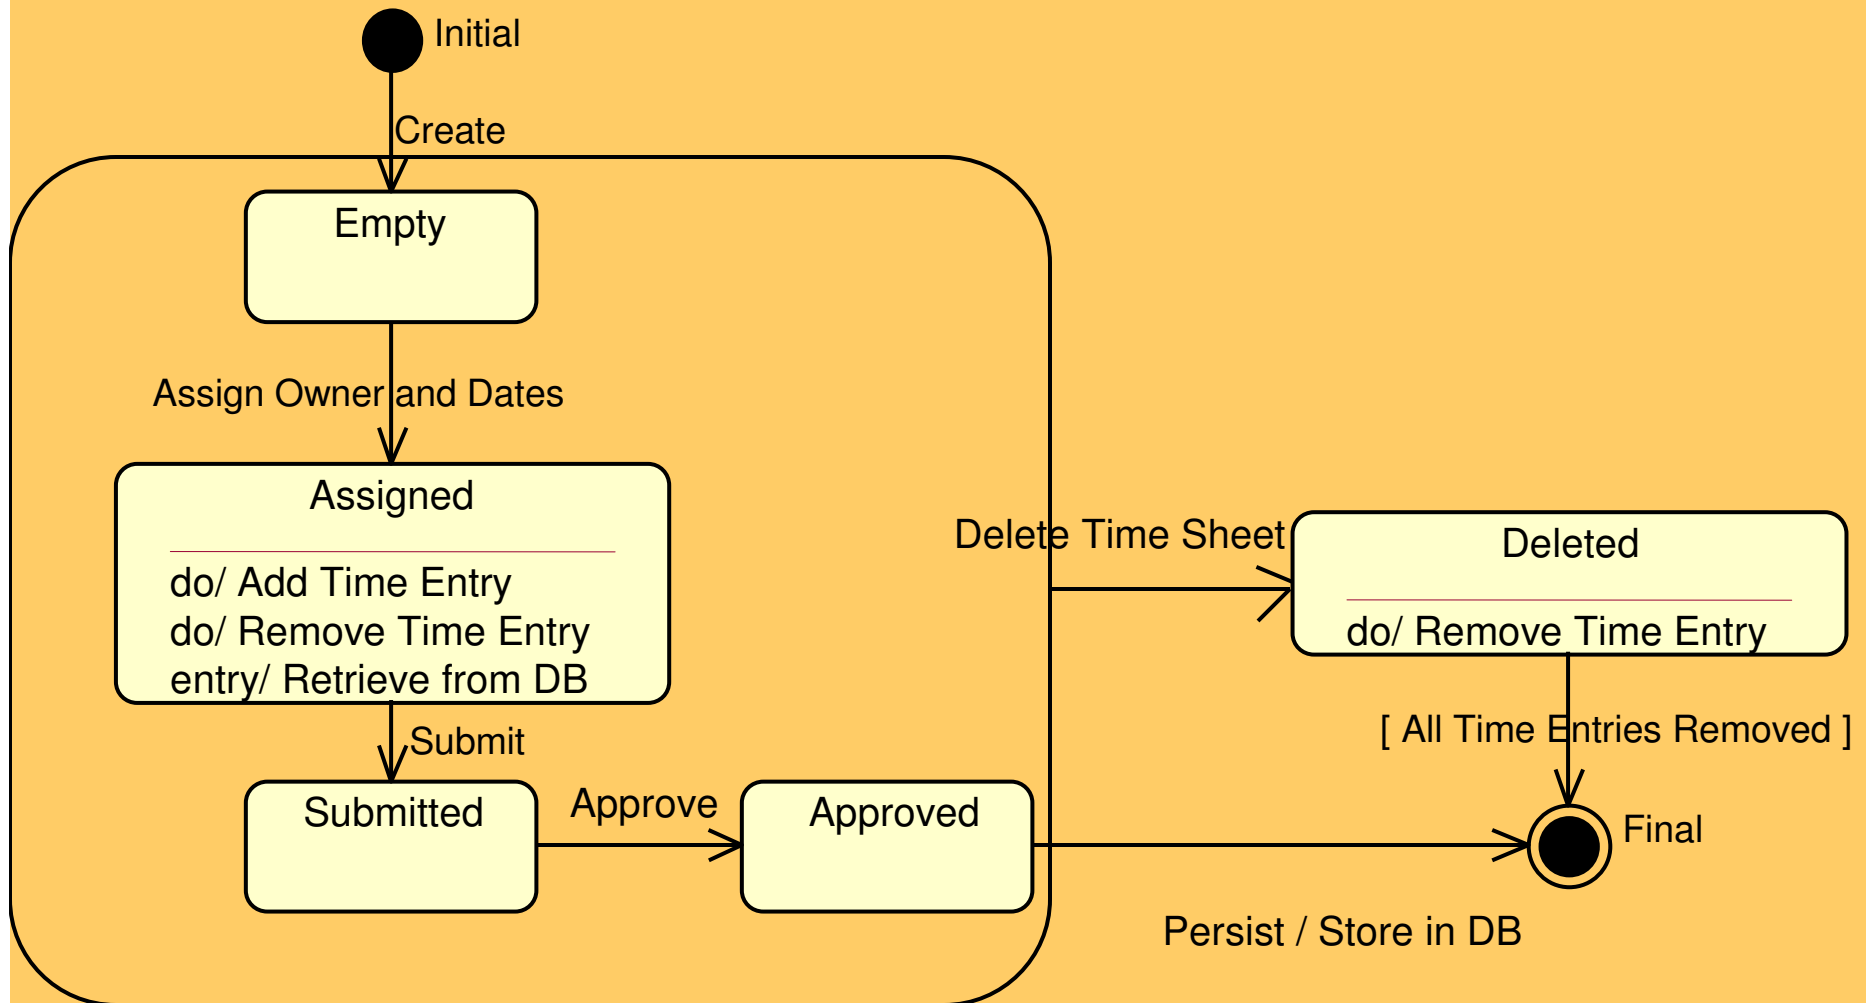 Initial
Create
Empty
Assign Owner and Dates
Assigned
do/ Add Time Entry
do/ Remove Time Entry
entry/ Retrieve from DB
Submit
Submitted
Approve
Approved
Delete Time Sheet
Deleted
do/ Remove Time Entry
[ All Time Entries Removed ]
Final
Persist / Store in DB